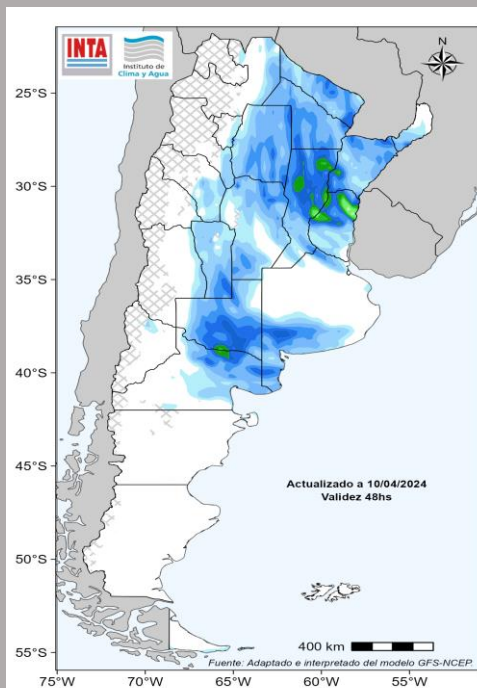 INTA
Instituto de
Clima y Agua
N
25°S
30°S
35°S
40°S
45°S
50°S
55°S
Actualizado a 10/04/2024
Validez 48hs
400 km
Fuente: Adaptado e interpretado del modelo GFS-NCEP.
75°W
70°W
65°W
60°W
55°W